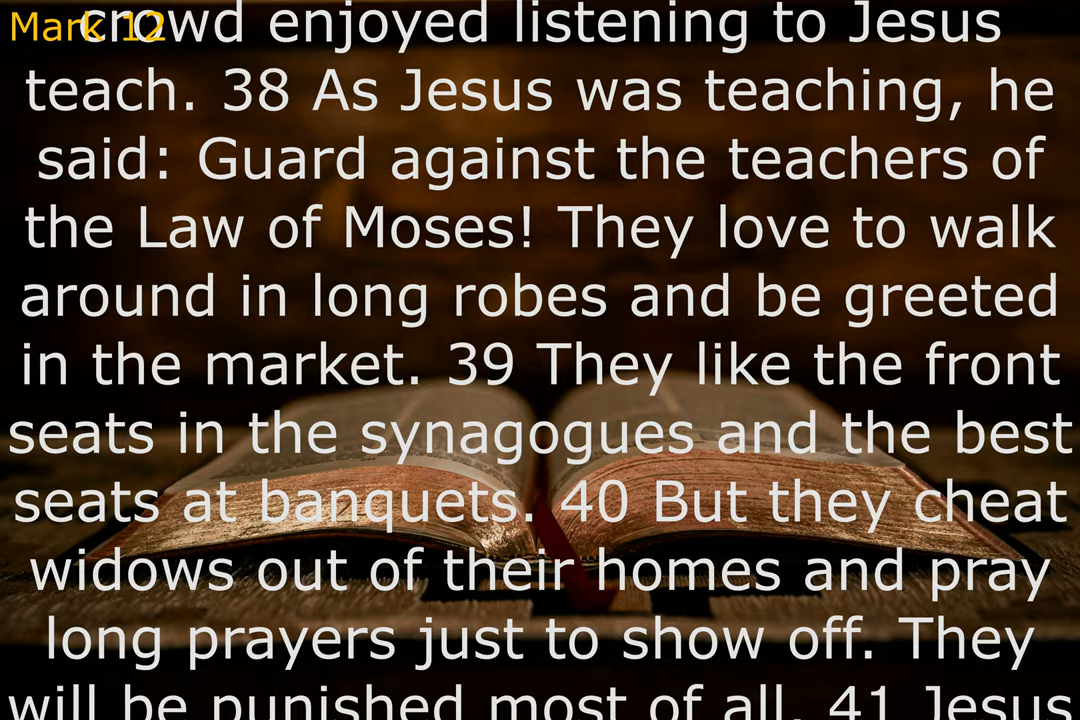 Mark 12
crowd enjoyed listening to Jesus
teach. 38 As Jesus was teaching, he
said: Guard against the teachers of
the Law of Moses! They love to walk
around in long robes and be greeted
in the market. 39 They like the front
seats in the synagogues and the best
seats at banquets. 40 But they cheat
widows out of their homes and pray
long prayers just to show off. They
will be punished most of all. 41 Jesus